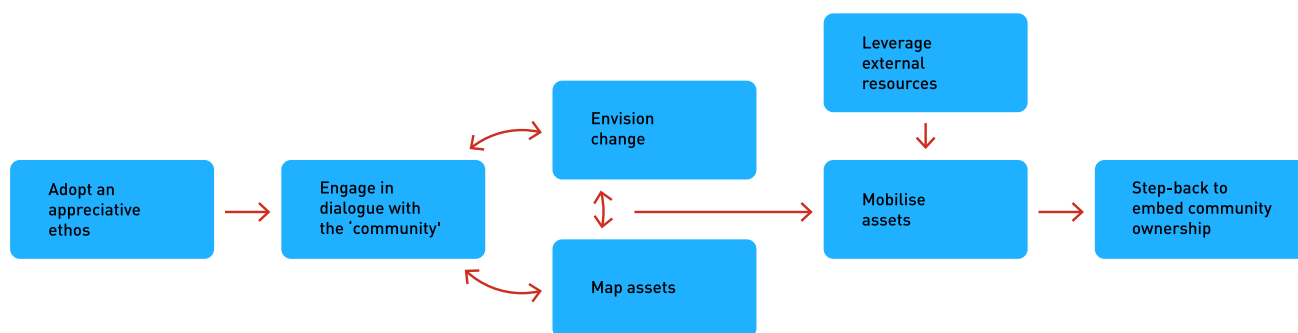 Adopt an
appreciative
ethos
Engage in
dialogue with
the ‘community'
Envision
change
Map assets
Leverage
external
resources
Mobilise
assets
Step-back to
embed community
ownership